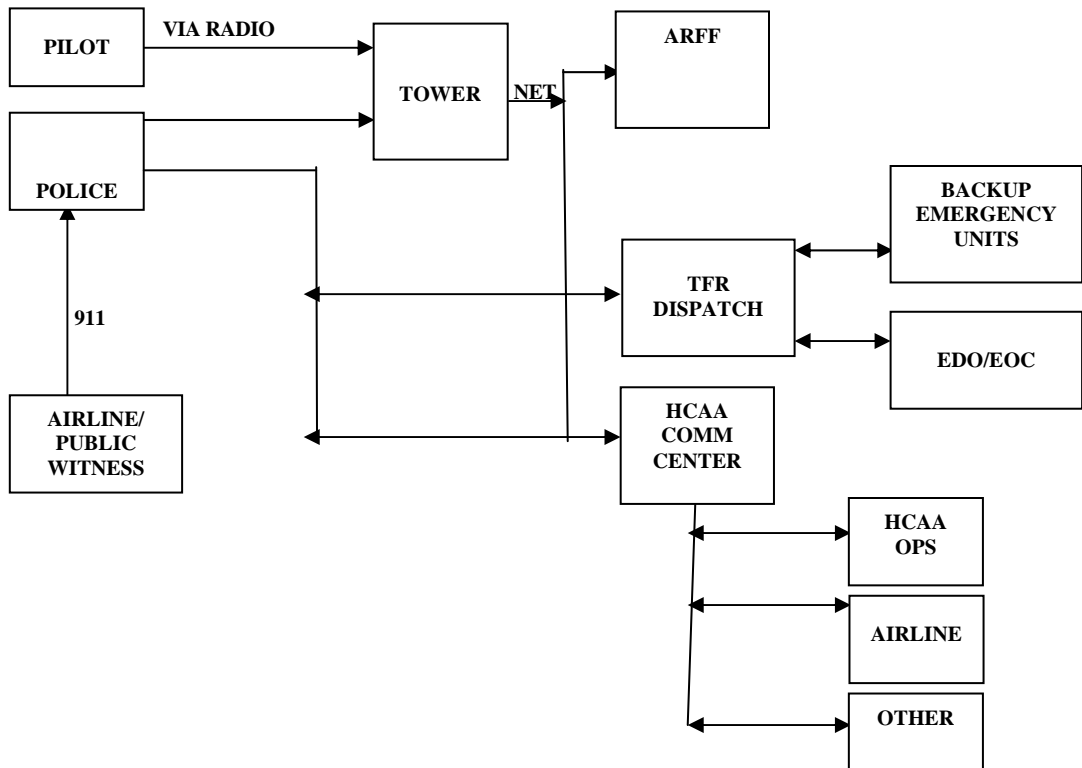 PILOT
VIA RADIO
TOWER
NET
ARFF
POLICE
911
AIRLINE/
PUBLIC
WITNESS
TFR
DISPATCH
BACKUP
EMERGENCY
UNITS
EDO/EOC
HCAA
COMM
CENTER
HCAA
OPS
AIRLINE
OTHER